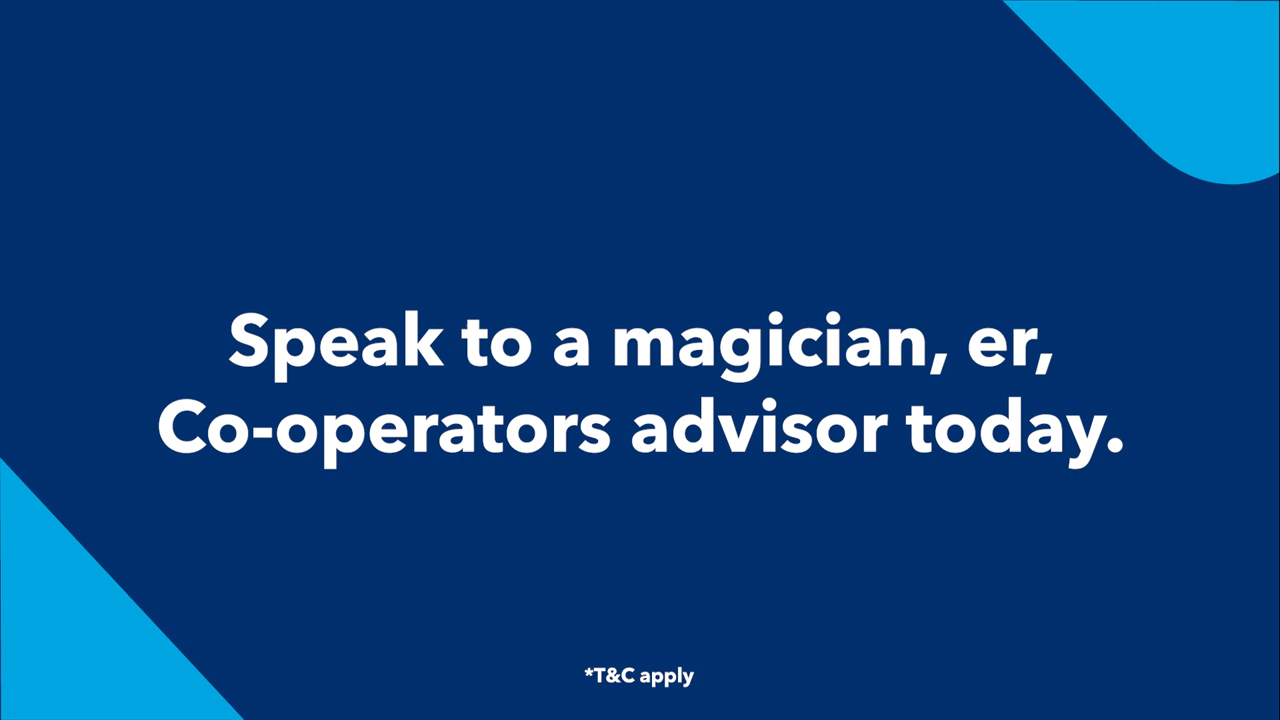 Speak to a magician, er,
Co-operators advisor today.
*T&C apply